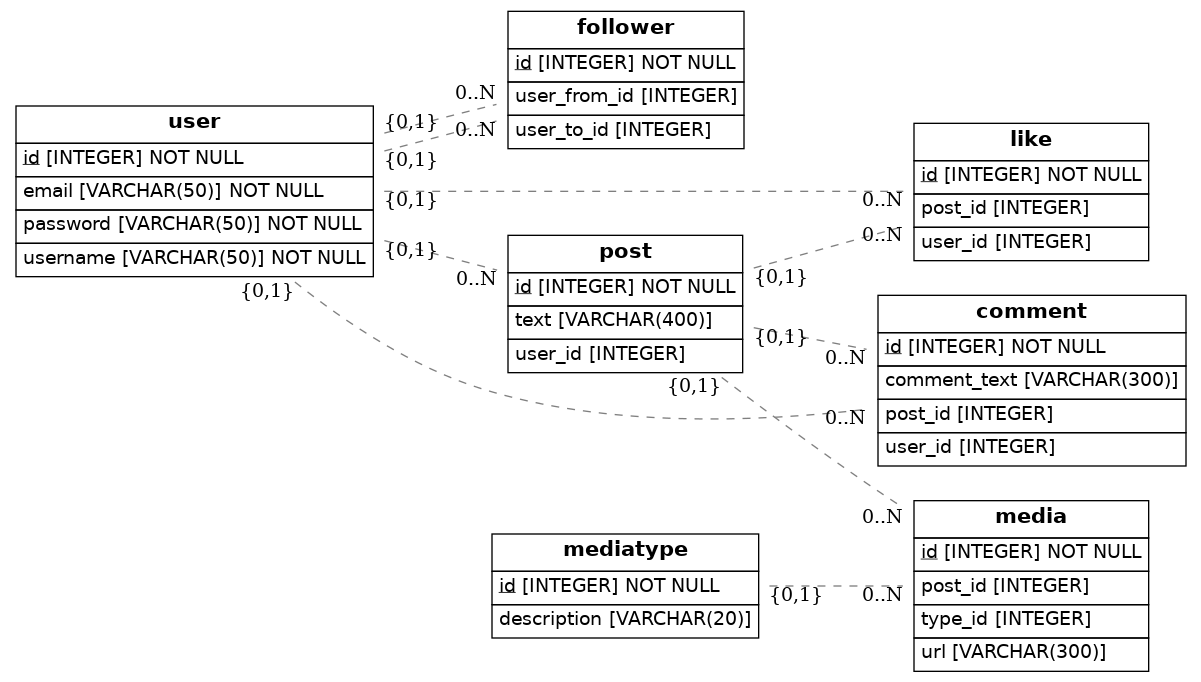 follower
id [INTEGER] NOT NULL
user_from_id [INTEGER]
user_to_id [INTEGER]
user
id [INTEGER] NOT NULL
email [VARCHAR(50)] NOT NULL
password [VARCHAR(50)] NOT NULL
username [VARCHAR(50)] NOT NULL
0..N
{0,1}
0..N
{0,1}
like
id [INTEGER] NOT NULL
post_id [INTEGER]
user_id [INTEGER]
{0,1}
0..N
{0,1}
0..N
post
id [INTEGER] NOT NULL
text [VARCHAR(400)]
user_id [INTEGER]
0..N
{0,1}
{0,1}
0..N
comment
id [INTEGER] NOT NULL
comment_text [VARCHAR(300)]
post_id [INTEGER]
user_id [INTEGER]
{0,1}
0..N
{0,1}
0..N
media
id [INTEGER] NOT NULL
post_id [INTEGER]
type_id [INTEGER]
url [VARCHAR(300)]
mediatype
id [INTEGER] NOT NULL
description [VARCHAR(20)]
{0,1}
0..N